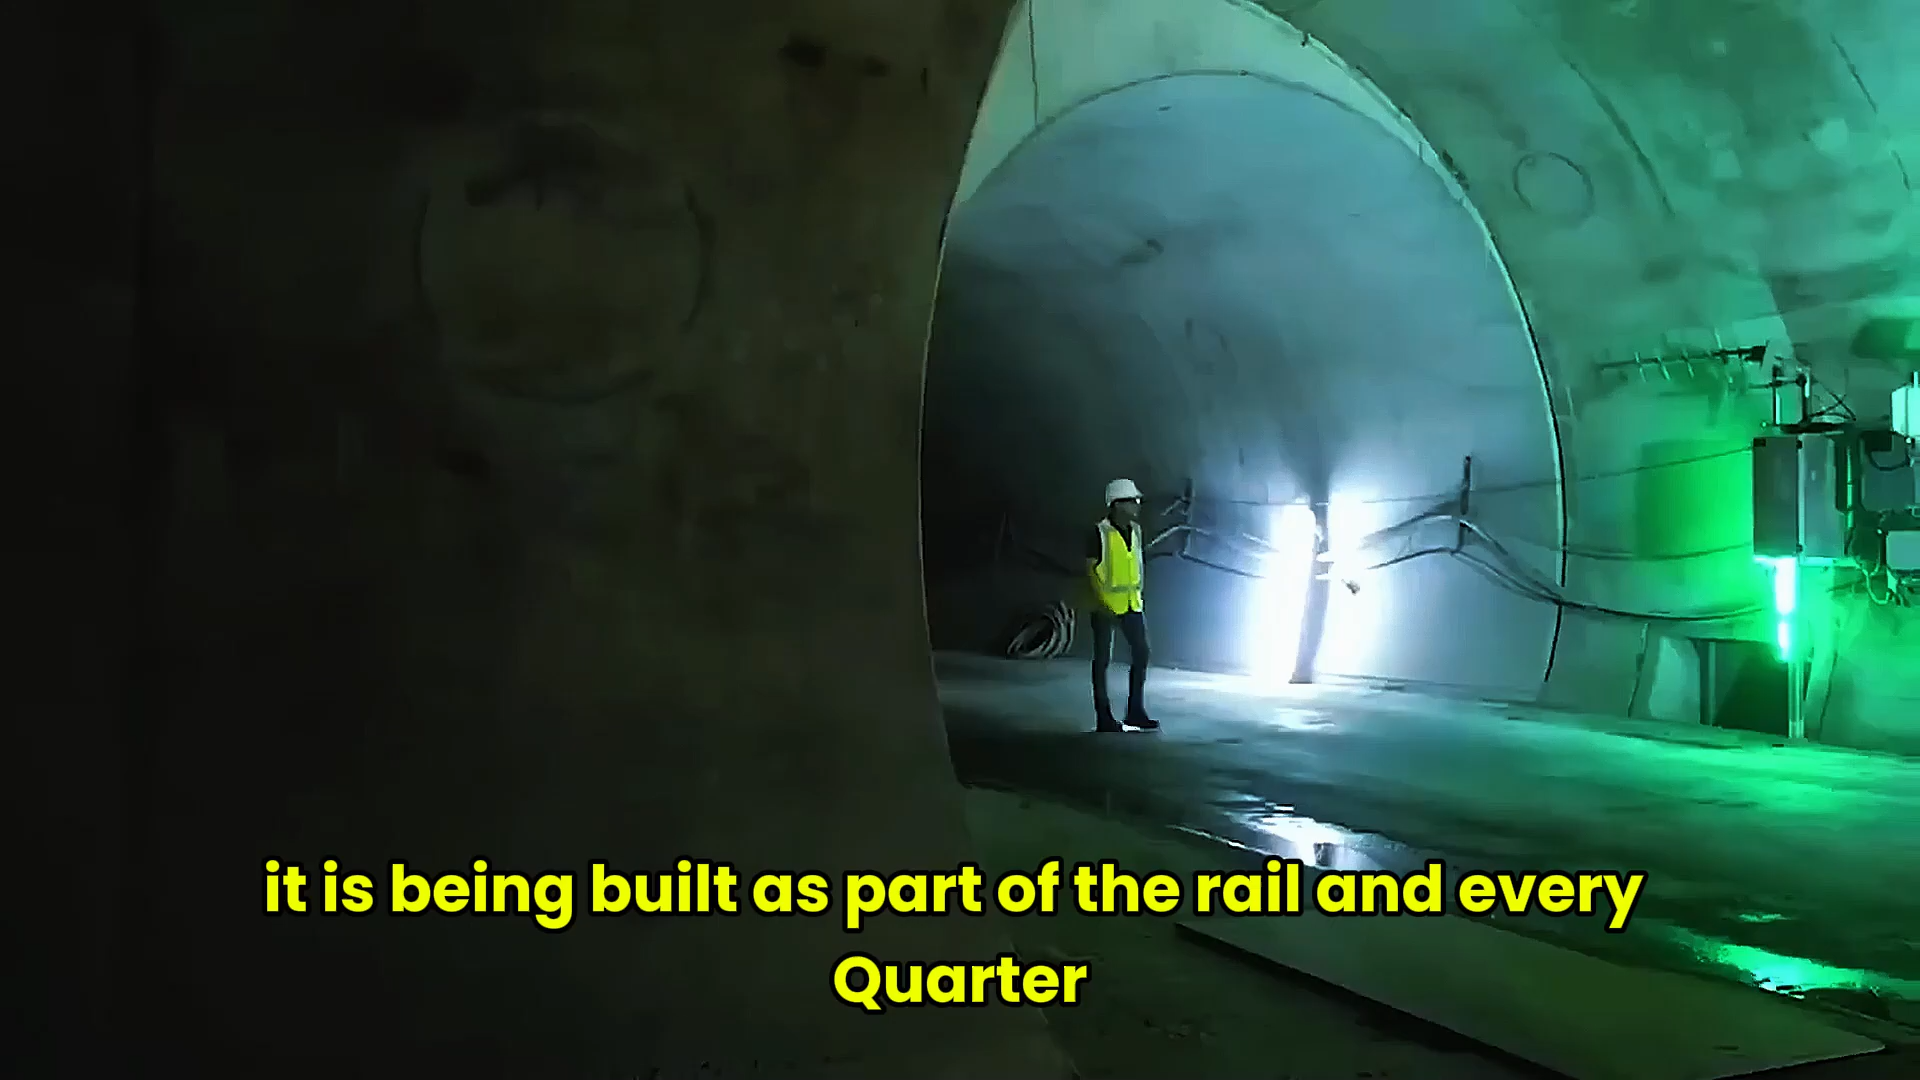 it is being built as part of the rail and every
Quarter